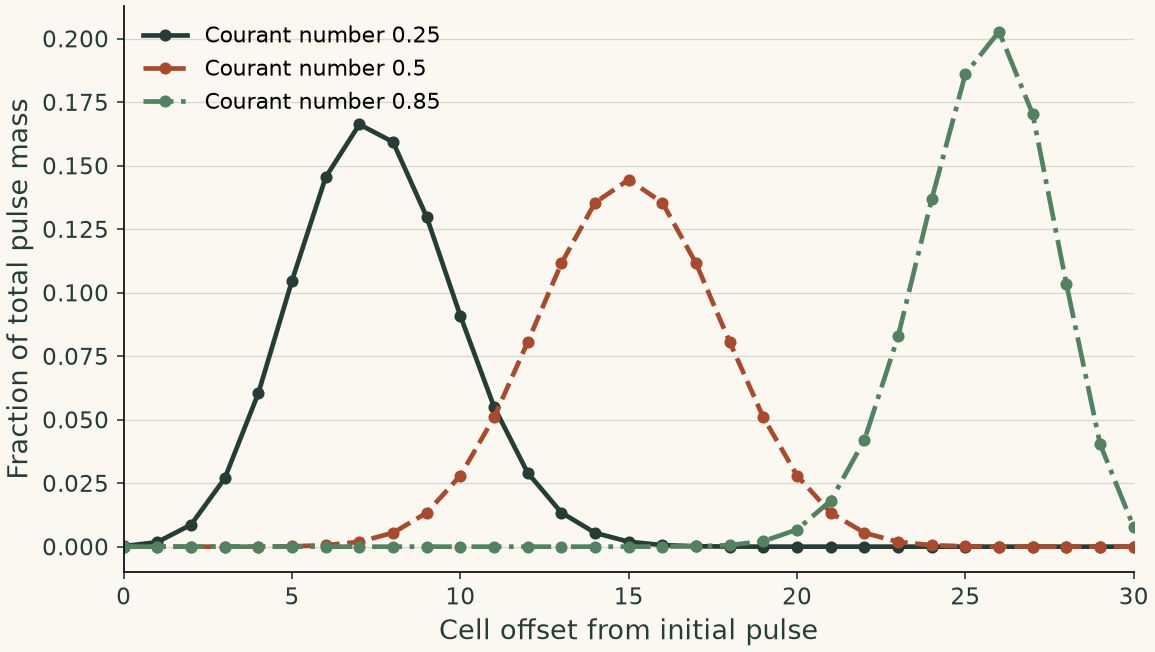 Courant number 0.25
Courant number 0.5
Courant number 0.85
Fraction of total pulse mass
0.200
0.175
0.150
0.125
0.100
0.075
0.050
0.025
0.000
0 5 10 15 20 25 30
Cell offset from initial pulse